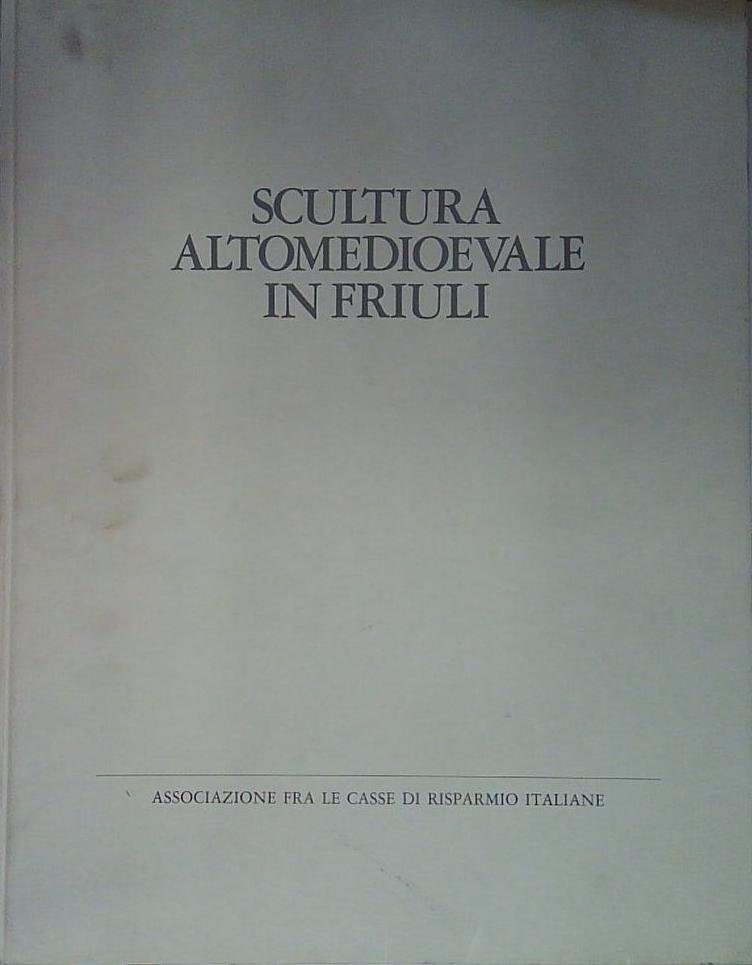 SCULTURA
ALTOMEDIOEVALE
IN FRIULI
ASSOCIAZIONE FRA LE CASSE DI RISPARMIO ITALIANE